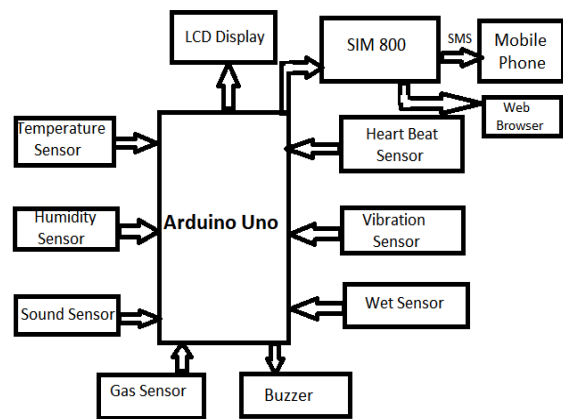 LCD Display
SIM 800
SMS
Mobile
Phone
Web
Browser
Temperature
Sensor
Heart Beat
Sensor
Humidity
Sensor
Arduino Uno
Vibration
Sensor
Sound Sensor
Wet Sensor
Gas Sensor
Buzzer